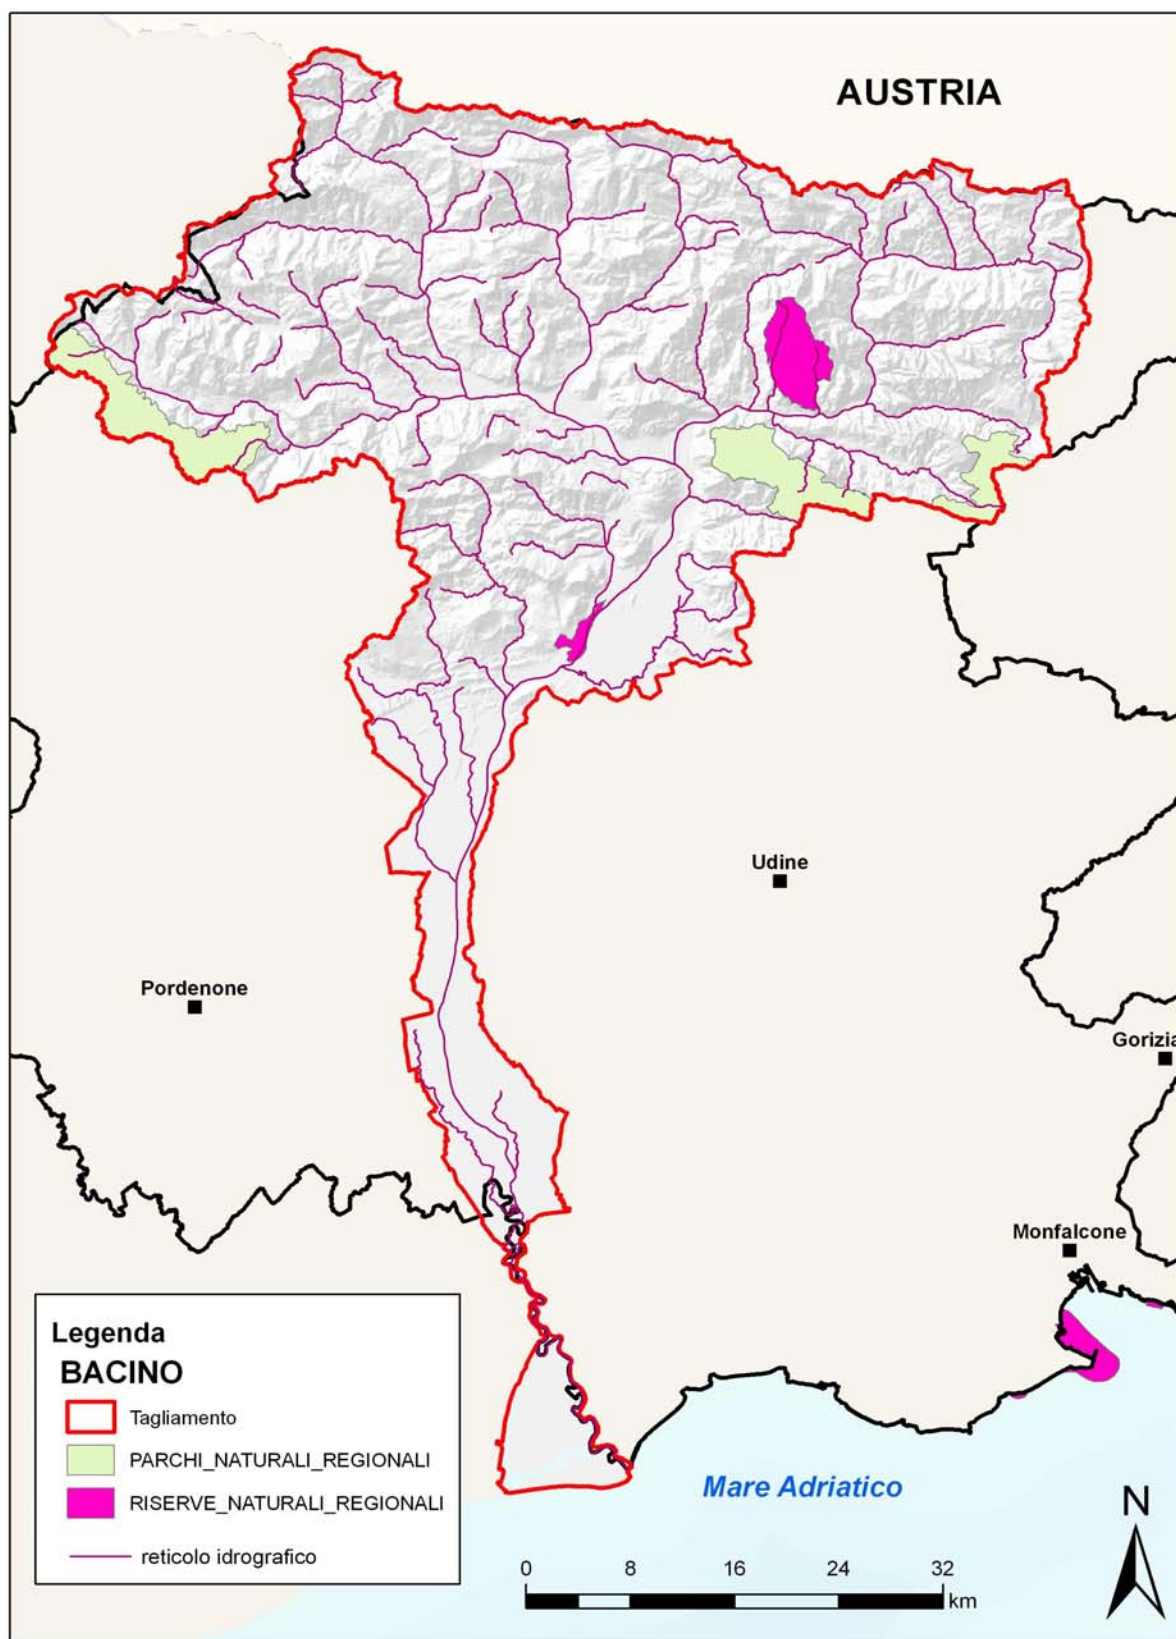 AUSTRIA
Udine
Pordenone
Gorizia
Monfalcone
Legenda
BACINO
Tagliamento
PARCHI_NATURALI_REGIONALI
RISERVE_NATURALI_REGIONALI
reticolo idrografico
Mare Adriatico
N
0 8 16 24 32
km